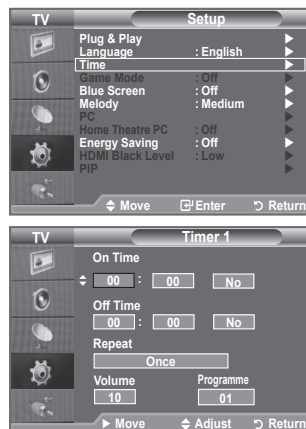 TV Setup
Plug & Play
Language : English
Time
Game Mode : Off
Blue Screen : Off
Melody : Medium
PC
Home Theatre PC : Off
Energy Saving : Off
HDMI Black Level : Low
PIP
Move Enter Return
TV Timer 1
On Time
00 : 00 No
Off Time
00 : 00 No
Repeat
Once
Volume Programme
10 01
Move Adjust Return